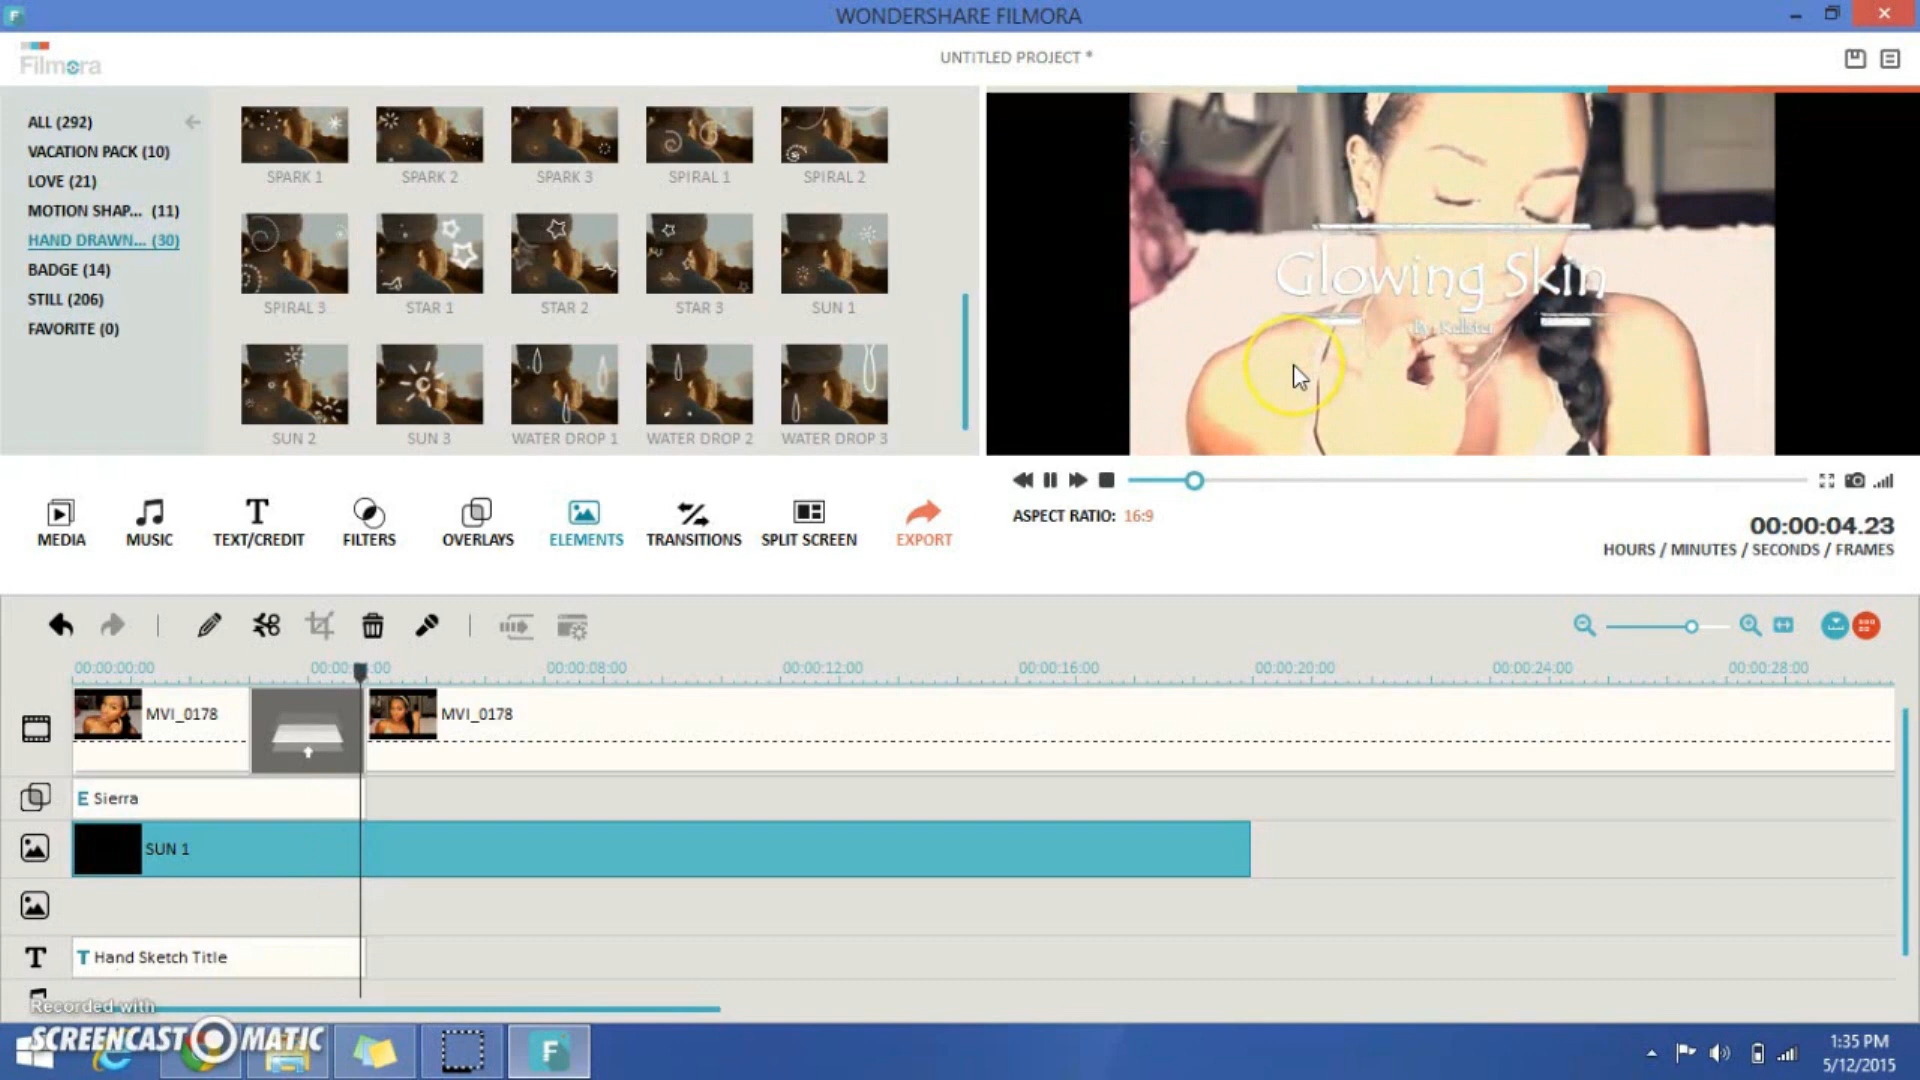 WONDERSHARE FILMORA
Filmora
UNTITLED PROJECT *
ALL (292)
VACATION PACK (10)
LOVE (21)
MOTION SHAP... (11)
HAND DRAWN... (30)
BADGE (14)
STILL (206)
FAVORITE (0)
SPARK 1
SPARK 2
SPARK 3
SPIRAL 1
SPIRAL 2
SPIRAL 3
STAR 1
STAR 2
STAR 3
SUN 1
SUN 2
SUN 3
WATER DROP 1
WATER DROP 2
WATER DROP 3
Glowing Skin
By
MEDIA
MUSIC
TEXT/CREDIT
FILTERS
OVERLAYS
ELEMENTS
TRANSITIONS
SPLIT SCREEN
EXPORT
ASPECT RATIO: 16:9
00:00:04.23
HOURS / MINUTES / SECONDS / FRAMES
00:00:00:00
00:00:08:00
00:00:12:00
00:00:16:00
00:00:20:00
00:00:24:00
00:00:28:00
MVI_0178
MVI_0178
E Sierra
SUN 1
T Hand Sketch Title
Recorded with
SCREENCAST MATIC
1:35 PM
5/12/2015